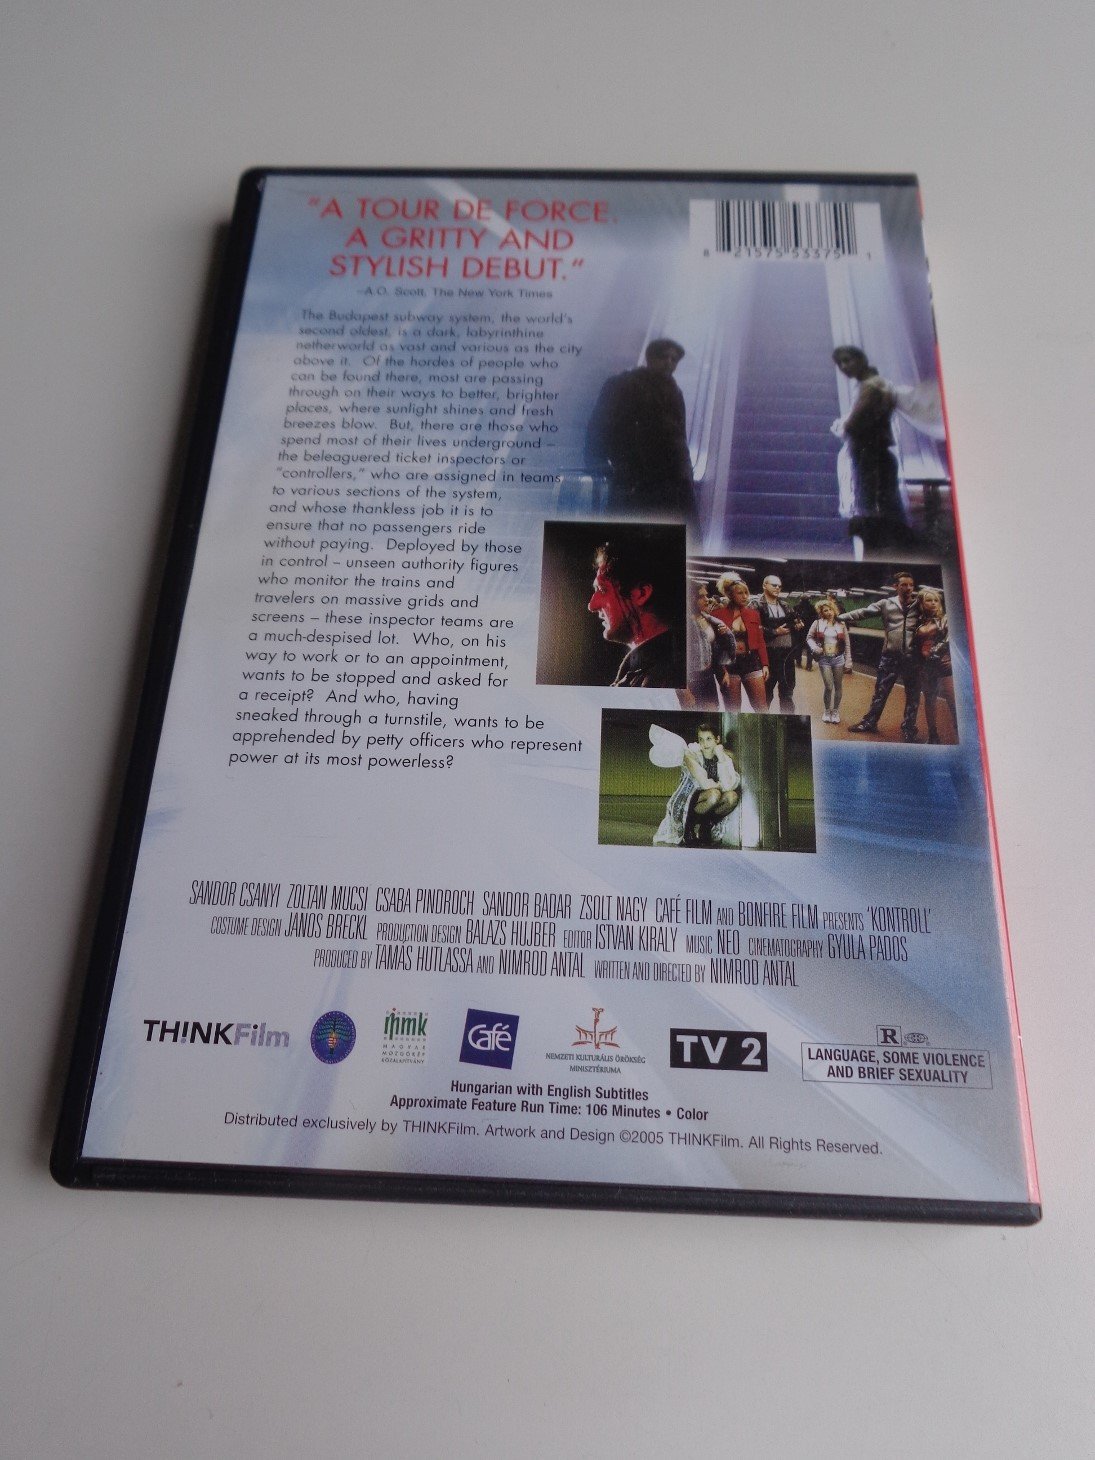 "A TOUR DE FORCE.
A GRITTY AND
STYLISH DEBUT."
–A.O. Scott, The New York Times
8 21575 53375 1
The Budapest subway system, the world's
second oldest, is a dark, labyrinthine
netherworld as vast and various as the city
above it. Of the hordes of people who
can be found there, most are passing
through on their ways to better, brighter
places, where sunlight shines and fresh
breezes blow. But, there are those who
spend most of their lives underground –
the beleaguered ticket inspectors or
"controllers," who are assigned in teams
to various sections of the system,
and whose thankless job it is to
ensure that no passengers ride
without paying. Deployed by those
in control – unseen authority figures
who monitor the trains and
travelers on massive grids and
screens – these inspector teams are
a much-despised lot. Who, on his
way to work or to an appointment,
wants to be stopped and asked for
a receipt? And who, having
sneaked through a turnstile, wants to be
apprehended by petty officers who represent
power at its most powerless?
SANDOR CSANYI ZOLTAN MUCSI CSABA PINDROCH SANDOR BADAR ZSOLT NAGY CAFÉ FILM AND BONFIRE FILM PRESENTS 'KONTROLL'
COSTUME DESIGN JANOS BRECKL PRODUCTION DESIGN BALAZS HUJBER EDITOR ISTVAN KIRALY MUSIC NEO CINEMATOGRAPHY GYULA PADOS
PRODUCED BY TAMAS HUTLASSA AND NIMROD ANTAL WRITTEN AND DIRECTED BY NIMROD ANTAL
TH!NKFilm
mmk
MAGYAR
MOZGÓKÉP
KÖZALAPÍTVÁNY
Café
NEMZETI KULTURÁLIS ÖRÖKSÉG
MINISZTÉRIUMA
TV 2
R
LANGUAGE, SOME VIOLENCE
AND BRIEF SEXUALITY
Hungarian with English Subtitles
Approximate Feature Run Time: 106 Minutes • Color
Distributed exclusively by THINKFilm. Artwork and Design ©2005 THINKFilm. All Rights Reserved.